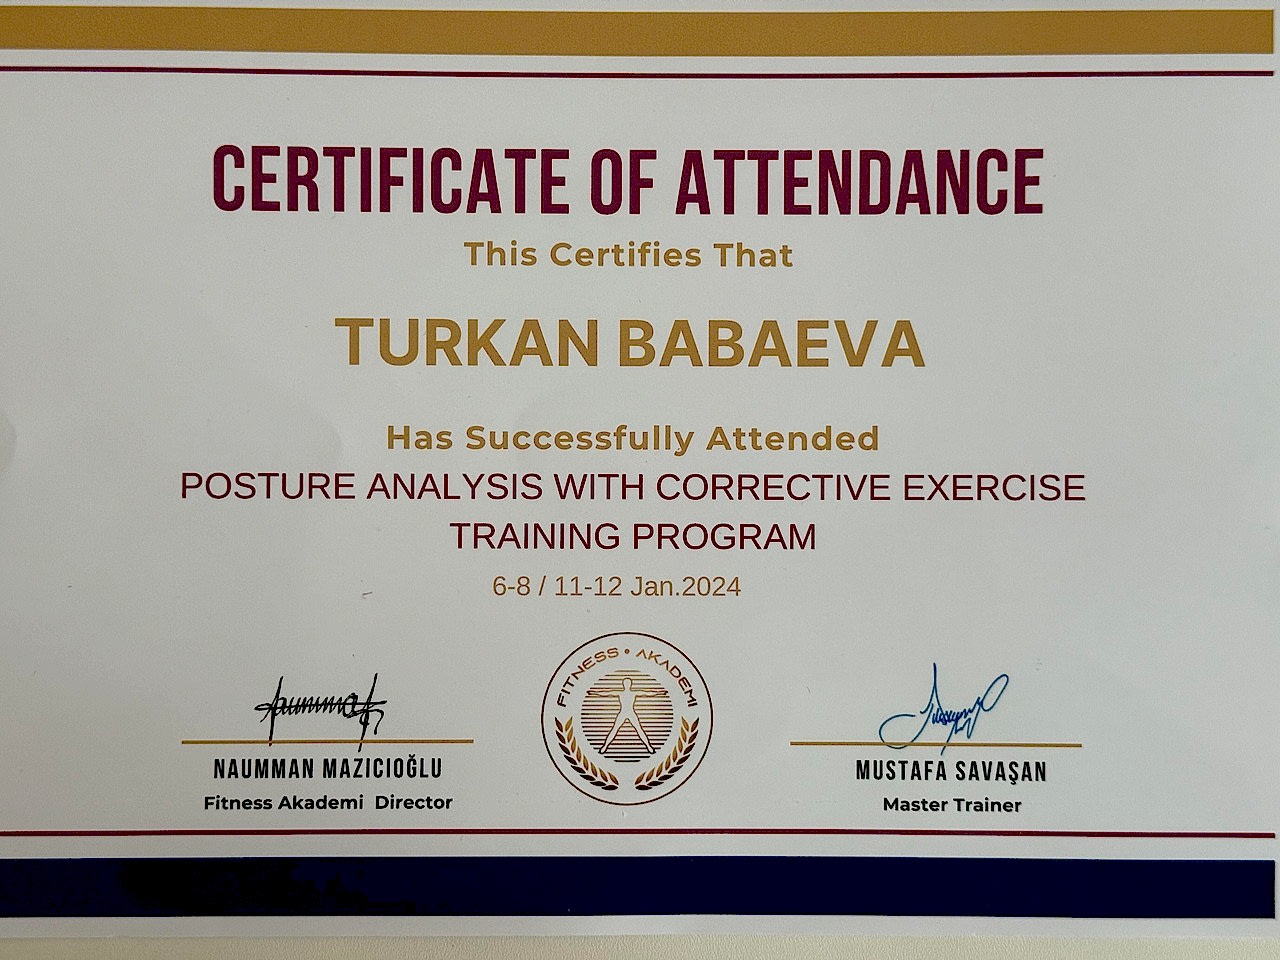 CERTIFICATE OF ATTENDANCE
This Certifies That
TURKAN BABAEVA
Has Successfully Attended
POSTURE ANALYSIS WITH CORRECTIVE EXERCISE
TRAINING PROGRAM
6-8 / 11-12 Jan.2024
FITNESS • AKADEMI
NAUMMAN MAZICIOĞLU
Fitness Akademi Director
MUSTAFA SAVAŞAN
Master Trainer